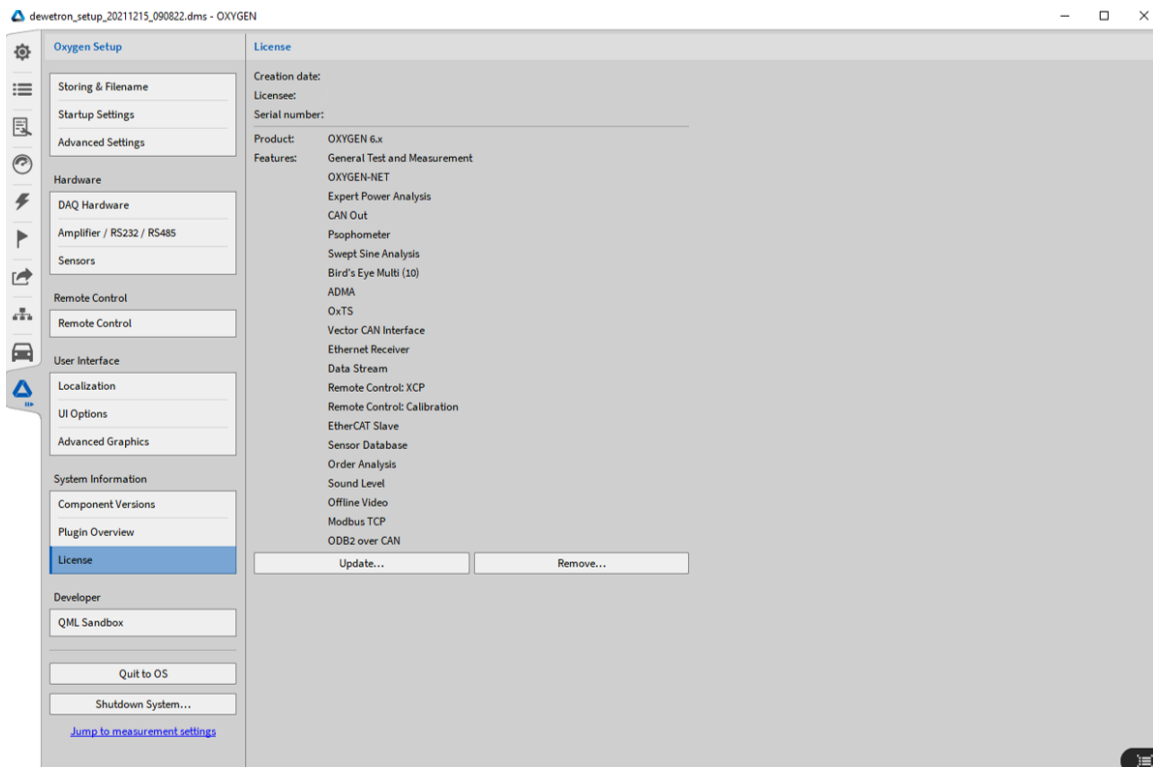 dewetron_setup_20211215_090822.dms - OXYGEN
Oxygen Setup
Storing & Filename
Startup Settings
Advanced Settings
Hardware
DAQ Hardware
Amplifier / RS232 / RS485
Sensors
Remote Control
Remote Control
User Interface
Localization
UI Options
Advanced Graphics
System Information
Component Versions
Plugin Overview
License
Developer
QML Sandbox
Quit to OS
Shutdown System...
Jump to measurement settings
License
Creation date:
Licensee:
Serial number:
Product: OXYGEN 6.x
Features: General Test and Measurement
OXYGEN-NET
Expert Power Analysis
CAN Out
Psophometer
Swept Sine Analysis
Bird's Eye Multi (10)
ADMA
OxTS
Vector CAN Interface
Ethernet Receiver
Data Stream
Remote Control: XCP
Remote Control: Calibration
EtherCAT Slave
Sensor Database
Order Analysis
Sound Level
Offline Video
Modbus TCP
ODB2 over CAN
Update... Remove...